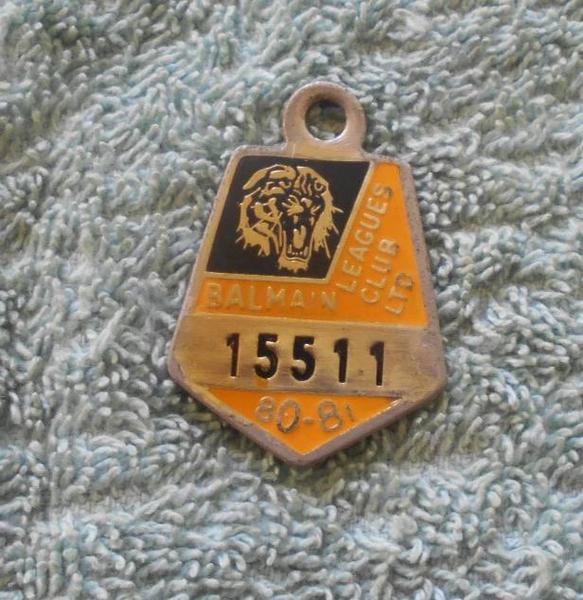 BALMAIN
LEAGUES
CLUB
LTD
15511
80-81